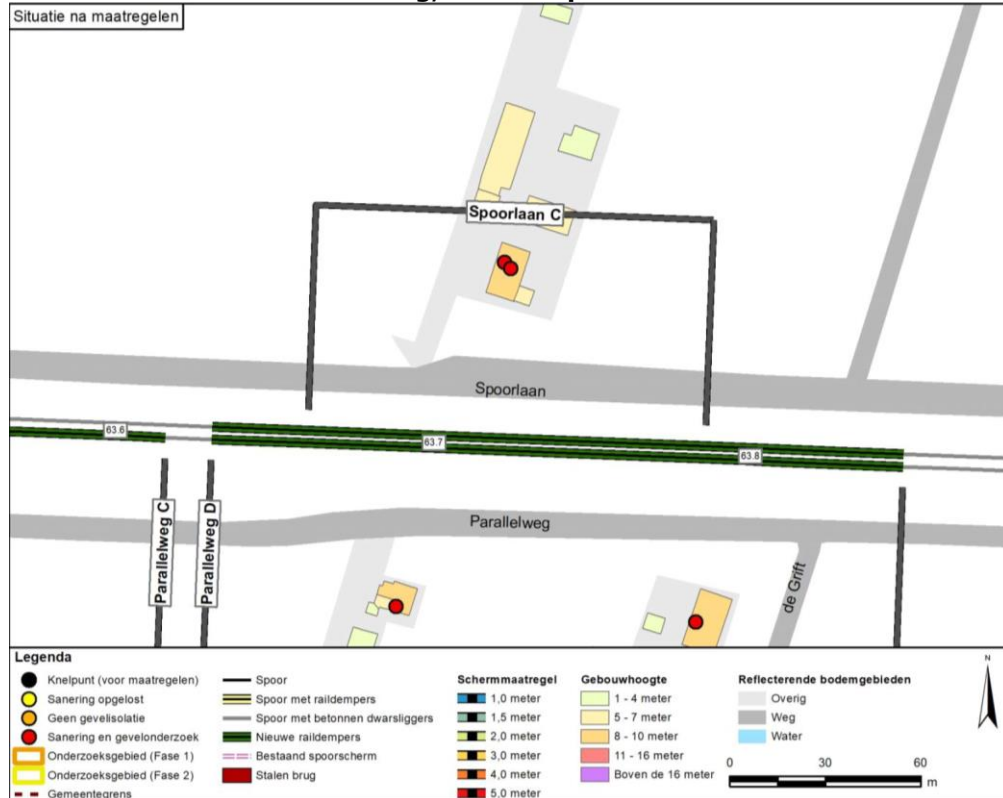 Situatie na maatregelen
Spoorlaan C
Spoorlaan
63.6
63.7
63.8
Parallelweg C
Parallelweg D
Parallelweg
de Grift
Legenda
Knelpunt (voor maatregelen)
Sanering opgelost
Geen gevelisolatie
Sanering en gevelonderzoek
Onderzoeksgebied (Fase 1)
Onderzoeksgebied (Fase 2)
Gemeentegrens
Spoor
Spoor met raildempers
Spoor met betonnen dwarsliggers
Nieuwe raildempers
Bestaand spoorscherm
Stalen brug
Schermmaatregel
1,0 meter
1,5 meter
2,0 meter
3,0 meter
4,0 meter
5,0 meter
Gebouwhoogte
1 - 4 meter
5 - 7 meter
8 - 10 meter
11 - 16 meter
Boven de 16 meter
Reflecterende bodemgebieden
Overig
Weg
Water
N
0 30 60
m